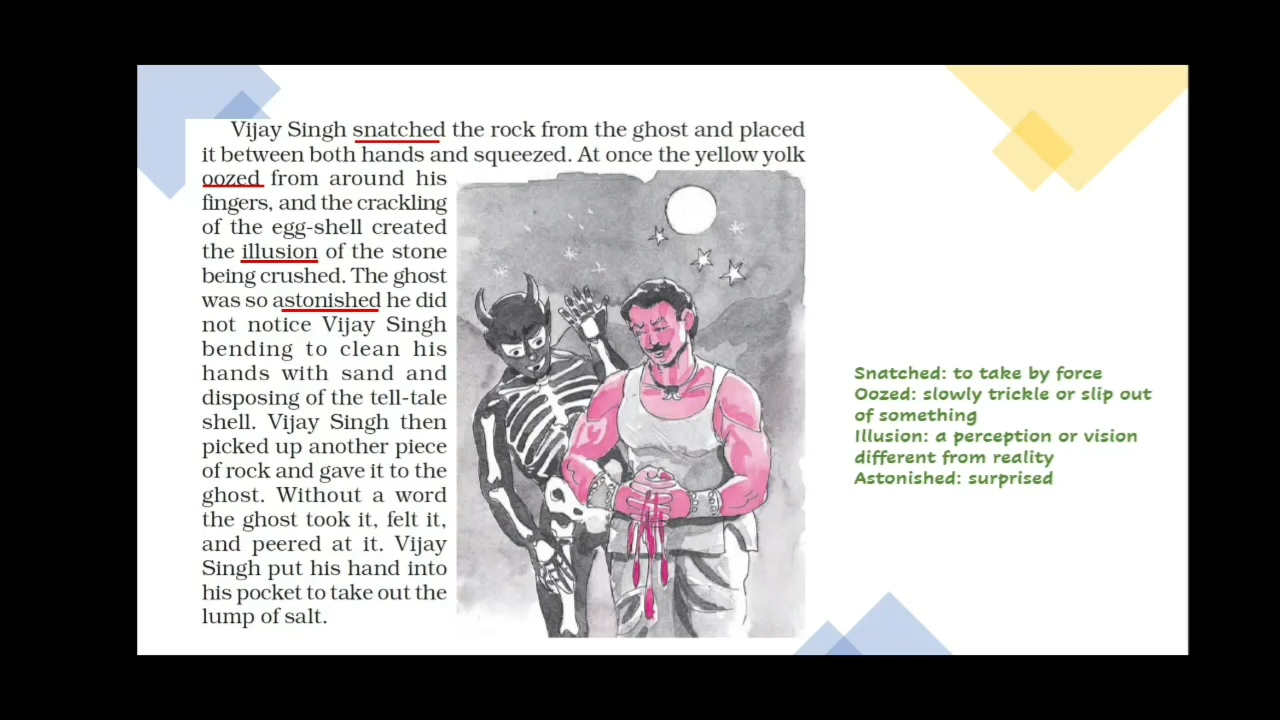 Vijay Singh snatched the rock from the ghost and placed
it between both hands and squeezed. At once the yellow yolk
oozed from around his
fingers, and the crackling
of the egg-shell created
the illusion of the stone
being crushed. The ghost
was so astonished he did
not notice Vijay Singh
bending to clean his
hands with sand and
disposing of the tell-tale
shell. Vijay Singh then
picked up another piece
of rock and gave it to the
ghost. Without a word
the ghost took it, felt it,
and peered at it. Vijay
Singh put his hand into
his pocket to take out the
lump of salt.
Snatched: to take by force
Oozed: slowly trickle or slip out
of something
Illusion: a perception or vision
different from reality
Astonished: surprised